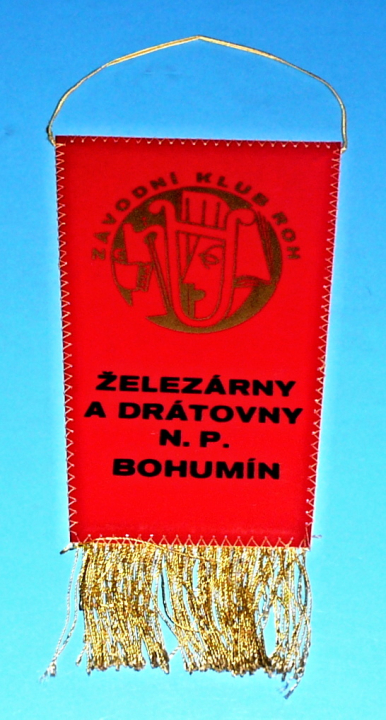 ZÁVODNÍ KLUB ROH
ŽELEZÁRNY
A DRÁTOVNY
N. P.
BOHUMÍN